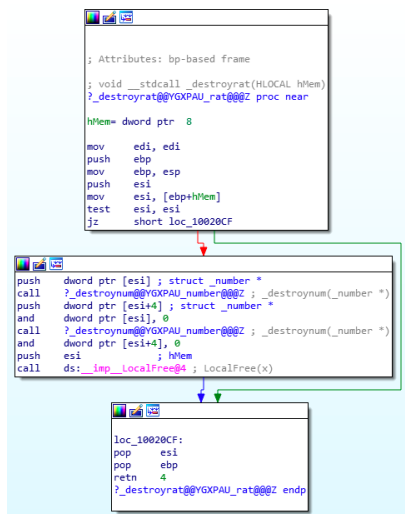 ; Attributes: bp-based frame
; void __stdcall _destroyrat(HLOCAL hMem)
?_destroyrat@@YGXPAU_rat@@@Z proc near
hMem= dword ptr  8
mov     edi, edi
push    ebp
mov     ebp, esp
push    esi
mov     esi, [ebp+hMem]
test    esi, esi
jz      short loc_10020CF
push    dword ptr [esi] ; struct _number *
call    ?_destroynum@@YGXPAU_number@@@Z ; _destroynum(_number *)
push    dword ptr [esi+4] ; struct _number *
and     dword ptr [esi], 0
call    ?_destroynum@@YGXPAU_number@@@Z ; _destroynum(_number *)
and     dword ptr [esi+4], 0
push    esi             ; hMem
call    ds:__imp__LocalFree@4 ; LocalFree(x)
loc_10020CF:
pop     esi
pop     ebp
retn    4
?_destroyrat@@YGXPAU_rat@@@Z endp